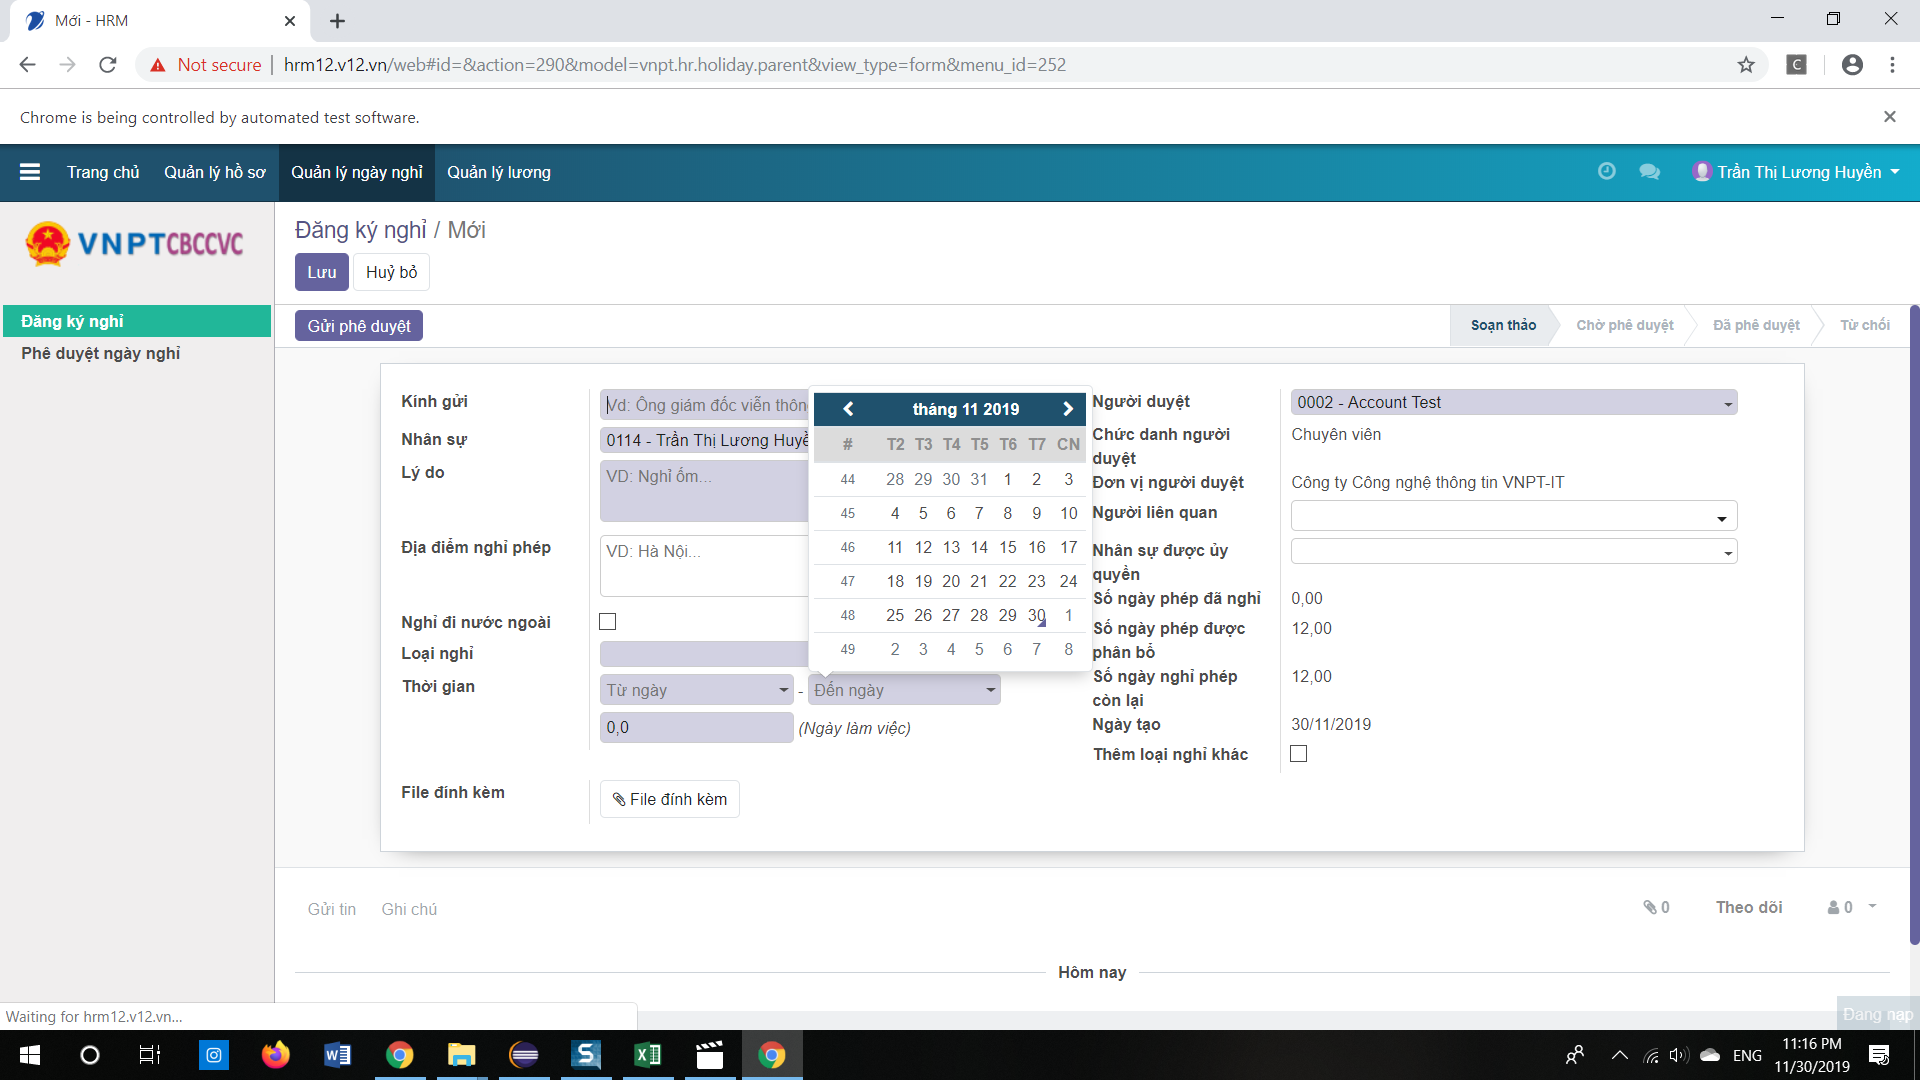 Mới - HRM
Not secure | hrm12.v12.vn/web#id=&action=290&model=vnpt.hr.holiday.parent&view_type=form&menu_id=252
C
Chrome is being controlled by automated test software.
Trang chủ Quản lý hồ sơ Quản lý ngày nghỉ Quản lý lương Trần Thị Lương Huyền
VNPTCBCCVC
Đăng ký nghỉ / Mới
Lưu Huỷ bỏ
Đăng ký nghỉ
Phê duyệt ngày nghỉ
Gửi phê duyệt
Soạn thảo Chờ phê duyệt Đã phê duyệt Từ chối
Kính gửi Vd: Ông giám đốc viễn thôn
Nhân sự 0114 - Trần Thị Lương Huyề
Lý do VD: Nghỉ ốm...
Địa điểm nghỉ phép VD: Hà Nội...
Nghỉ đi nước ngoài
Loại nghỉ
Thời gian Từ ngày - Đến ngày
0,0 (Ngày làm việc)
File đính kèm File đính kèm
tháng 11 2019
# T2 T3 T4 T5 T6 T7 CN
44 28 29 30 31 1 2 3
45 4 5 6 7 8 9 10
46 11 12 13 14 15 16 17
47 18 19 20 21 22 23 24
48 25 26 27 28 29 30 1
49 2 3 4 5 6 7 8
Người duyệt 0002 - Account Test
Chức danh người
duyệt
Chuyên viên
Đơn vị người duyệt Công ty Công nghệ thông tin VNPT-IT
Người liên quan
Nhân sự được ủy
quyền
Số ngày phép đã nghỉ 0,00
Số ngày phép được
phân bổ
12,00
Số ngày nghỉ phép
còn lại
12,00
Ngày tạo 30/11/2019
Thêm loại nghỉ khác
Gửi tin Ghi chú
0 Theo dõi 0
Hôm nay
Waiting for hrm12.v12.vn...
Đang nạp
ENG
11:16 PM
11/30/2019